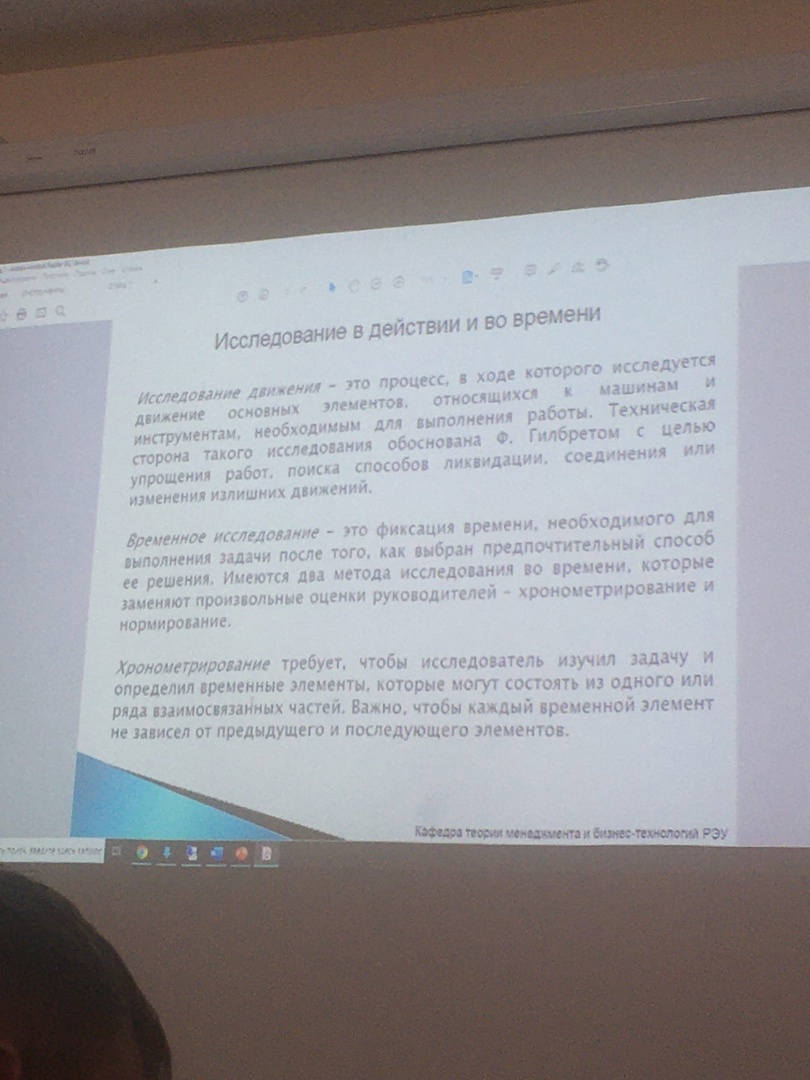 Исследование в действии и во времени
Исследование движения – это процесс, в ходе которого исследуется
движение основных элементов, относящихся к машинам и
инструментам, необходимым для выполнения работы. Техническая
сторона такого исследования обоснована Ф. Гилбретом с целью
упрощения работ, поиска способов ликвидации, соединения или
изменения излишних движений.
Временное исследование – это фиксация времени, необходимого для
выполнения задачи после того, как выбран предпочтительный способ
ее решения. Имеются два метода исследования во времени, которые
заменяют произвольные оценки руководителей – хронометрирование и
нормирование.
Хронометрирование требует, чтобы исследователь изучил задачу и
определил временные элементы, которые могут состоять из одного или
ряда взаимосвязанных частей. Важно, чтобы каждый временной элемент
не зависел от предыдущего и последующего элементов.
Кафедра теории менеджмента и бизнес-технологий РЭУ